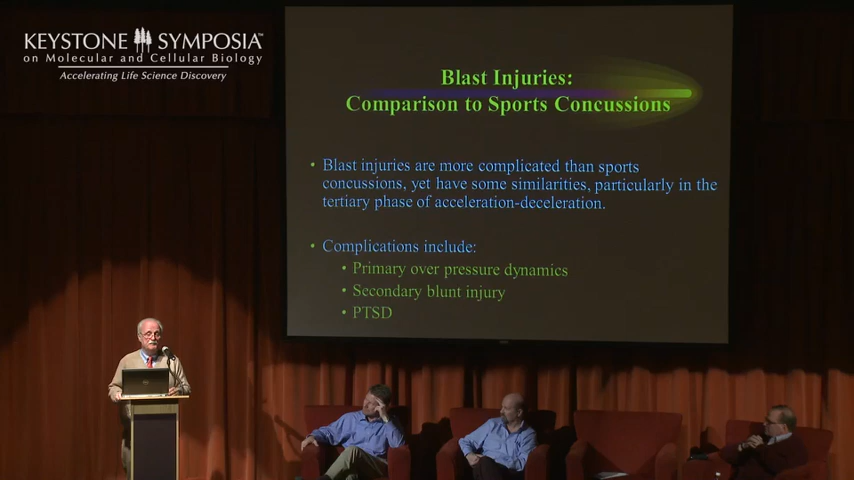 KEYSTONE SYMPOSIA™
on Molecular and Cellular Biology
Accelerating Life Science Discovery
Blast Injuries:
Comparison to Sports Concussions
• Blast injuries are more complicated than sports
concussions, yet have some similarities, particularly in the
tertiary phase of acceleration-deceleration.
• Complications include:
• Primary over pressure dynamics
• Secondary blunt injury
• PTSD